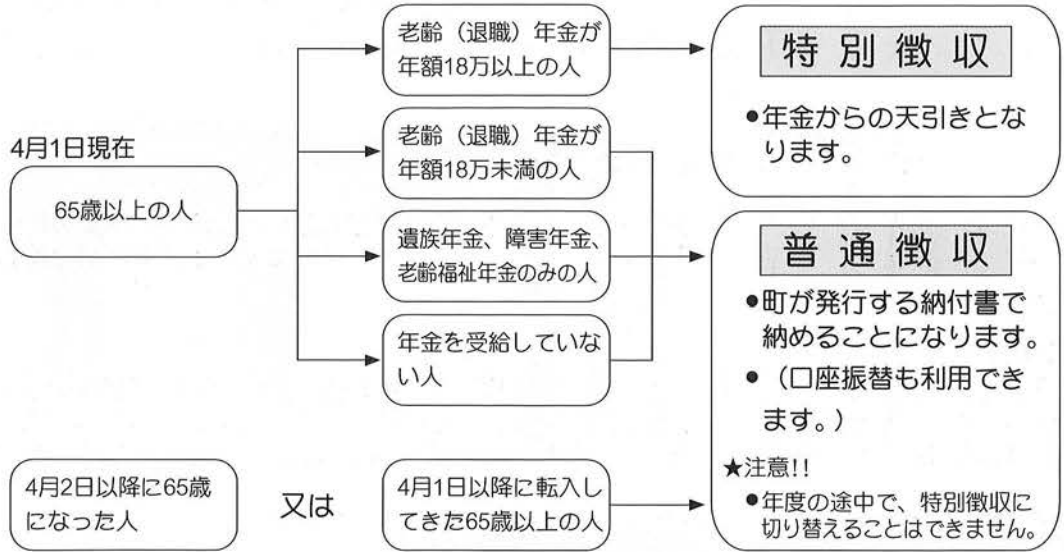 4月1日現在
65歳以上の人
老齢（退職）年金が
年額18万以上の人
老齢（退職）年金が
年額18万未満の人
遺族年金、障害年金、
老齢福祉年金のみの人
年金を受給していな
い人
特別徴収
●年金からの天引きとな
ります。
普通徴収
●町が発行する納付書で
納めることになります。
●（口座振替も利用でき
ます。）
★注意!!
●年度の途中で、特別徴収に
切り替えることはできません。
4月2日以降に65歳
になった人
又は
4月1日以降に転入し
てきた65歳以上の人